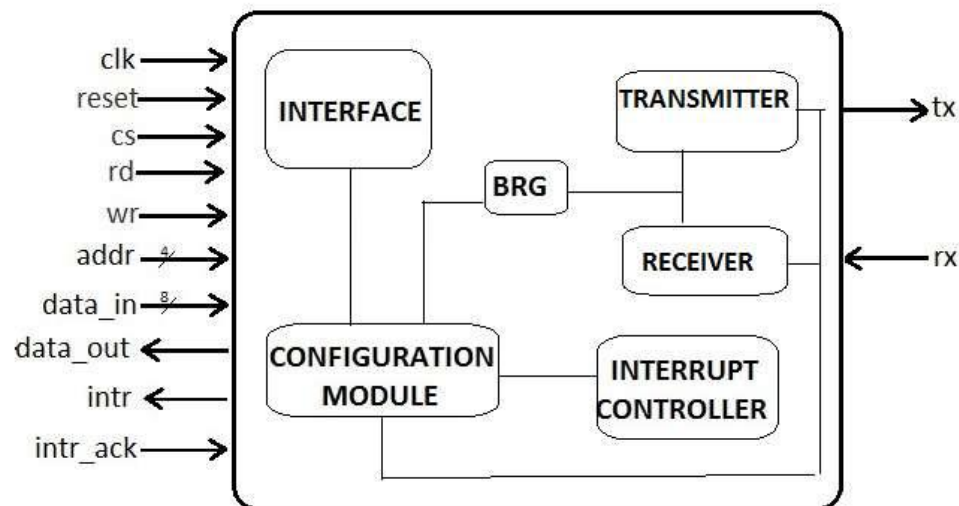 clk
reset
cs
rd
wr
addr
4
data_in
8
data_out
intr
intr_ack
INTERFACE
TRANSMITTER
BRG
RECEIVER
CONFIGURATION
MODULE
INTERRUPT
CONTROLLER
tx
rx